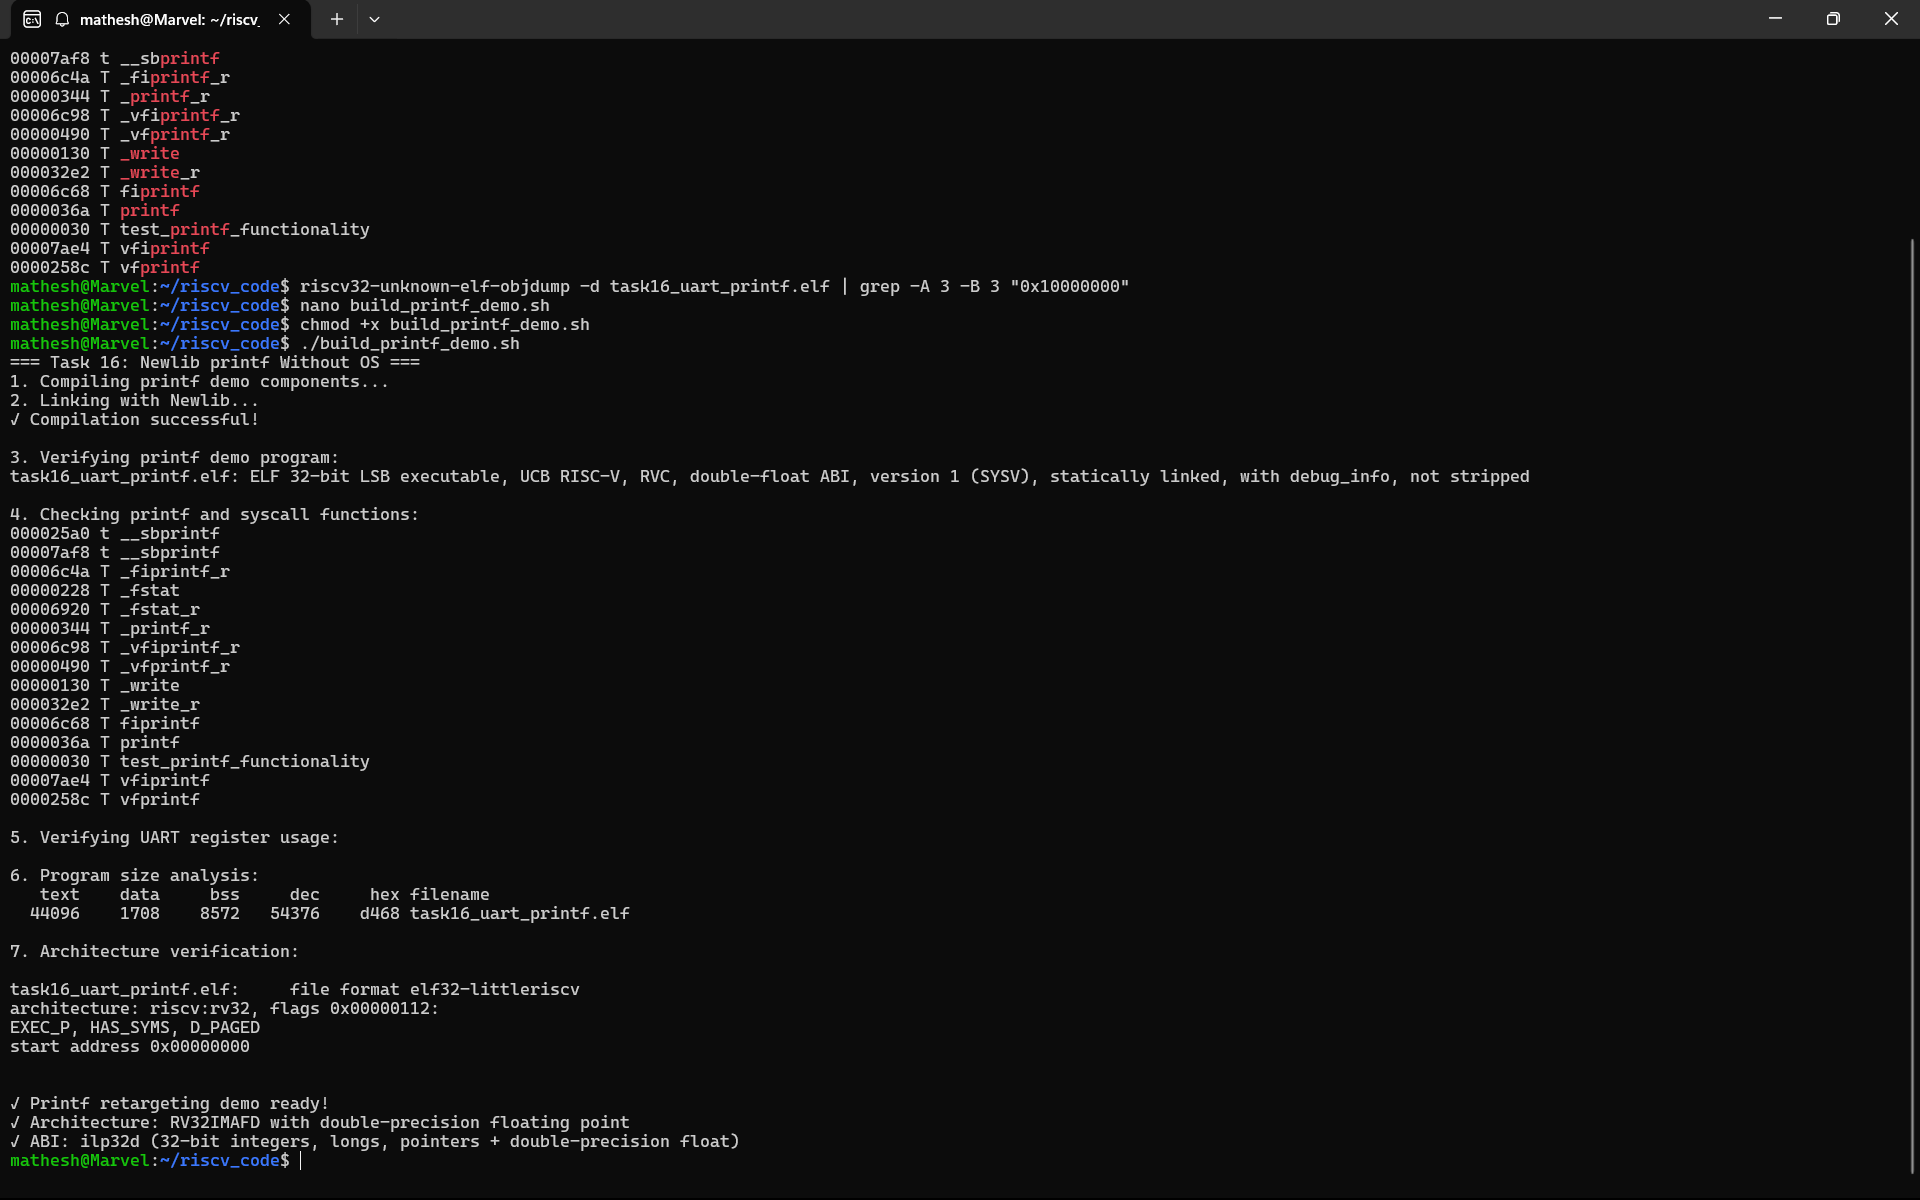 mathesh@Marvel: ~/riscv_
00007af8 t __sbprintf
00006c4a T _fiprintf_r
00000344 T _printf_r
00006c98 T _vfiprintf_r
00000490 T _vfprintf_r
00000130 T _write
000032e2 T _write_r
00006c68 T fiprintf
0000036a T printf
00000030 T test_printf_functionality
00007ae4 T vfiprintf
0000258c T vfprintf
mathesh@Marvel:~/riscv_code$ riscv32-unknown-elf-objdump -d task16_uart_printf.elf | grep -A 3 -B 3 "0x10000000"
mathesh@Marvel:~/riscv_code$ nano build_printf_demo.sh
mathesh@Marvel:~/riscv_code$ chmod +x build_printf_demo.sh
mathesh@Marvel:~/riscv_code$ ./build_printf_demo.sh
=== Task 16: Newlib printf Without OS ===
1. Compiling printf demo components...
2. Linking with Newlib...
✓ Compilation successful!
3. Verifying printf demo program:
task16_uart_printf.elf: ELF 32-bit LSB executable, UCB RISC-V, RVC, double-float ABI, version 1 (SYSV), statically linked, with debug_info, not stripped
4. Checking printf and syscall functions:
000025a0 t __sbprintf
00007af8 t __sbprintf
00006c4a T _fiprintf_r
00000228 T _fstat
00006920 T _fstat_r
00000344 T _printf_r
00006c98 T _vfiprintf_r
00000490 T _vfprintf_r
00000130 T _write
000032e2 T _write_r
00006c68 T fiprintf
0000036a T printf
00000030 T test_printf_functionality
00007ae4 T vfiprintf
0000258c T vfprintf
5. Verifying UART register usage:
6. Program size analysis:
   text    data     bss     dec     hex filename
  44096    1708    8572   54376    d468 task16_uart_printf.elf
7. Architecture verification:
task16_uart_printf.elf:     file format elf32-littleriscv
architecture: riscv:rv32, flags 0x00000112:
EXEC_P, HAS_SYMS, D_PAGED
start address 0x00000000
✓ Printf retargeting demo ready!
✓ Architecture: RV32IMAFD with double-precision floating point
✓ ABI: ilp32d (32-bit integers, longs, pointers + double-precision float)
mathesh@Marvel:~/riscv_code$